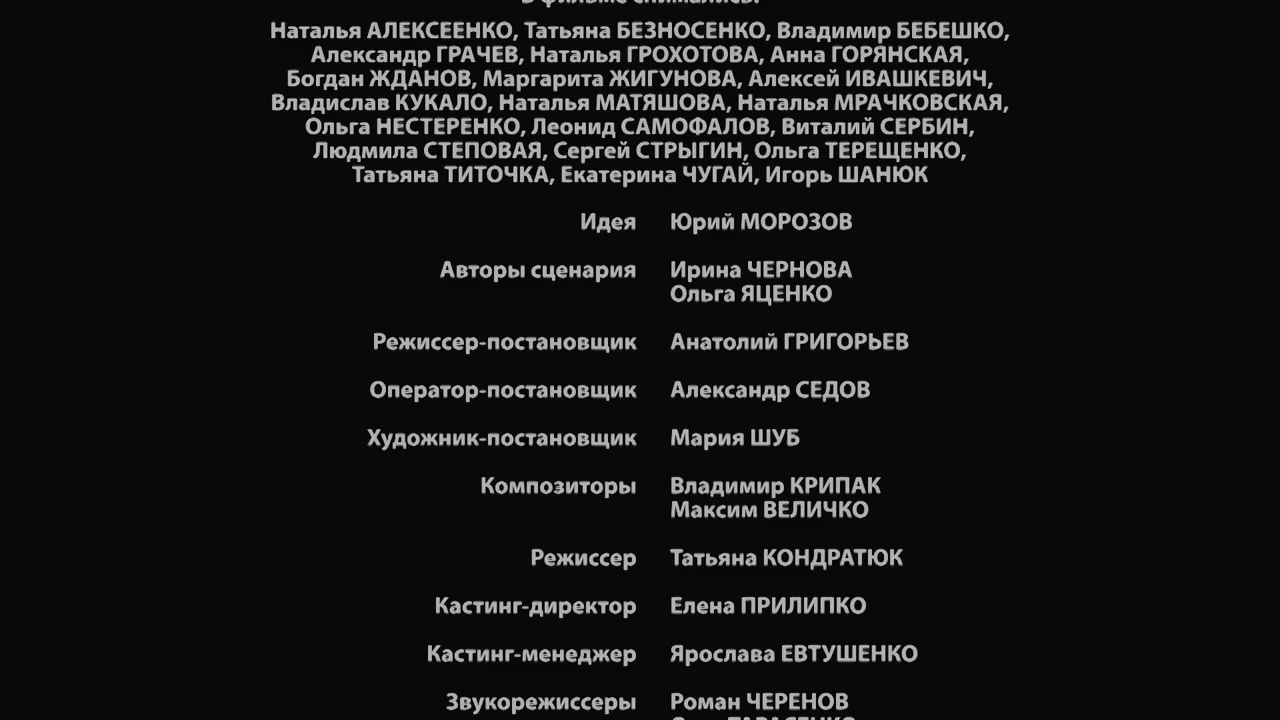 В фильме снимались:
Наталья АЛЕКСЕЕНКО, Татьяна БЕЗНОСЕНКО, Владимир БЕБЕШКО,
Александр ГРАЧЕВ, Наталья ГРОХОТОВА, Анна ГОРЯНСКАЯ,
Богдан ЖДАНОВ, Маргарита ЖИГУНОВА, Алексей ИВАШКЕВИЧ,
Владислав КУКАЛО, Наталья МАТЯШОВА, Наталья МРАЧКОВСКАЯ,
Ольга НЕСТЕРЕНКО, Леонид САМОФАЛОВ, Виталий СЕРБИН,
Людмила СТЕПОВАЯ, Сергей СТРЫГИН, Ольга ТЕРЕЩЕНКО,
Татьяна ТИТОЧКА, Екатерина ЧУГАЙ, Игорь ШАНЮК
Идея Юрий МОРОЗОВ
Авторы сценария Ирина ЧЕРНОВА
Ольга ЯЦЕНКО
Режиссер-постановщик Анатолий ГРИГОРЬЕВ
Оператор-постановщик Александр СЕДОВ
Художник-постановщик Мария ШУБ
Композиторы Владимир КРИПАК
Максим ВЕЛИЧКО
Режиссер Татьяна КОНДРАТЮК
Кастинг-директор Елена ПРИЛИПКО
Кастинг-менеджер Ярослава ЕВТУШЕНКО
Звукорежиссеры Роман ЧЕРЕНОВ